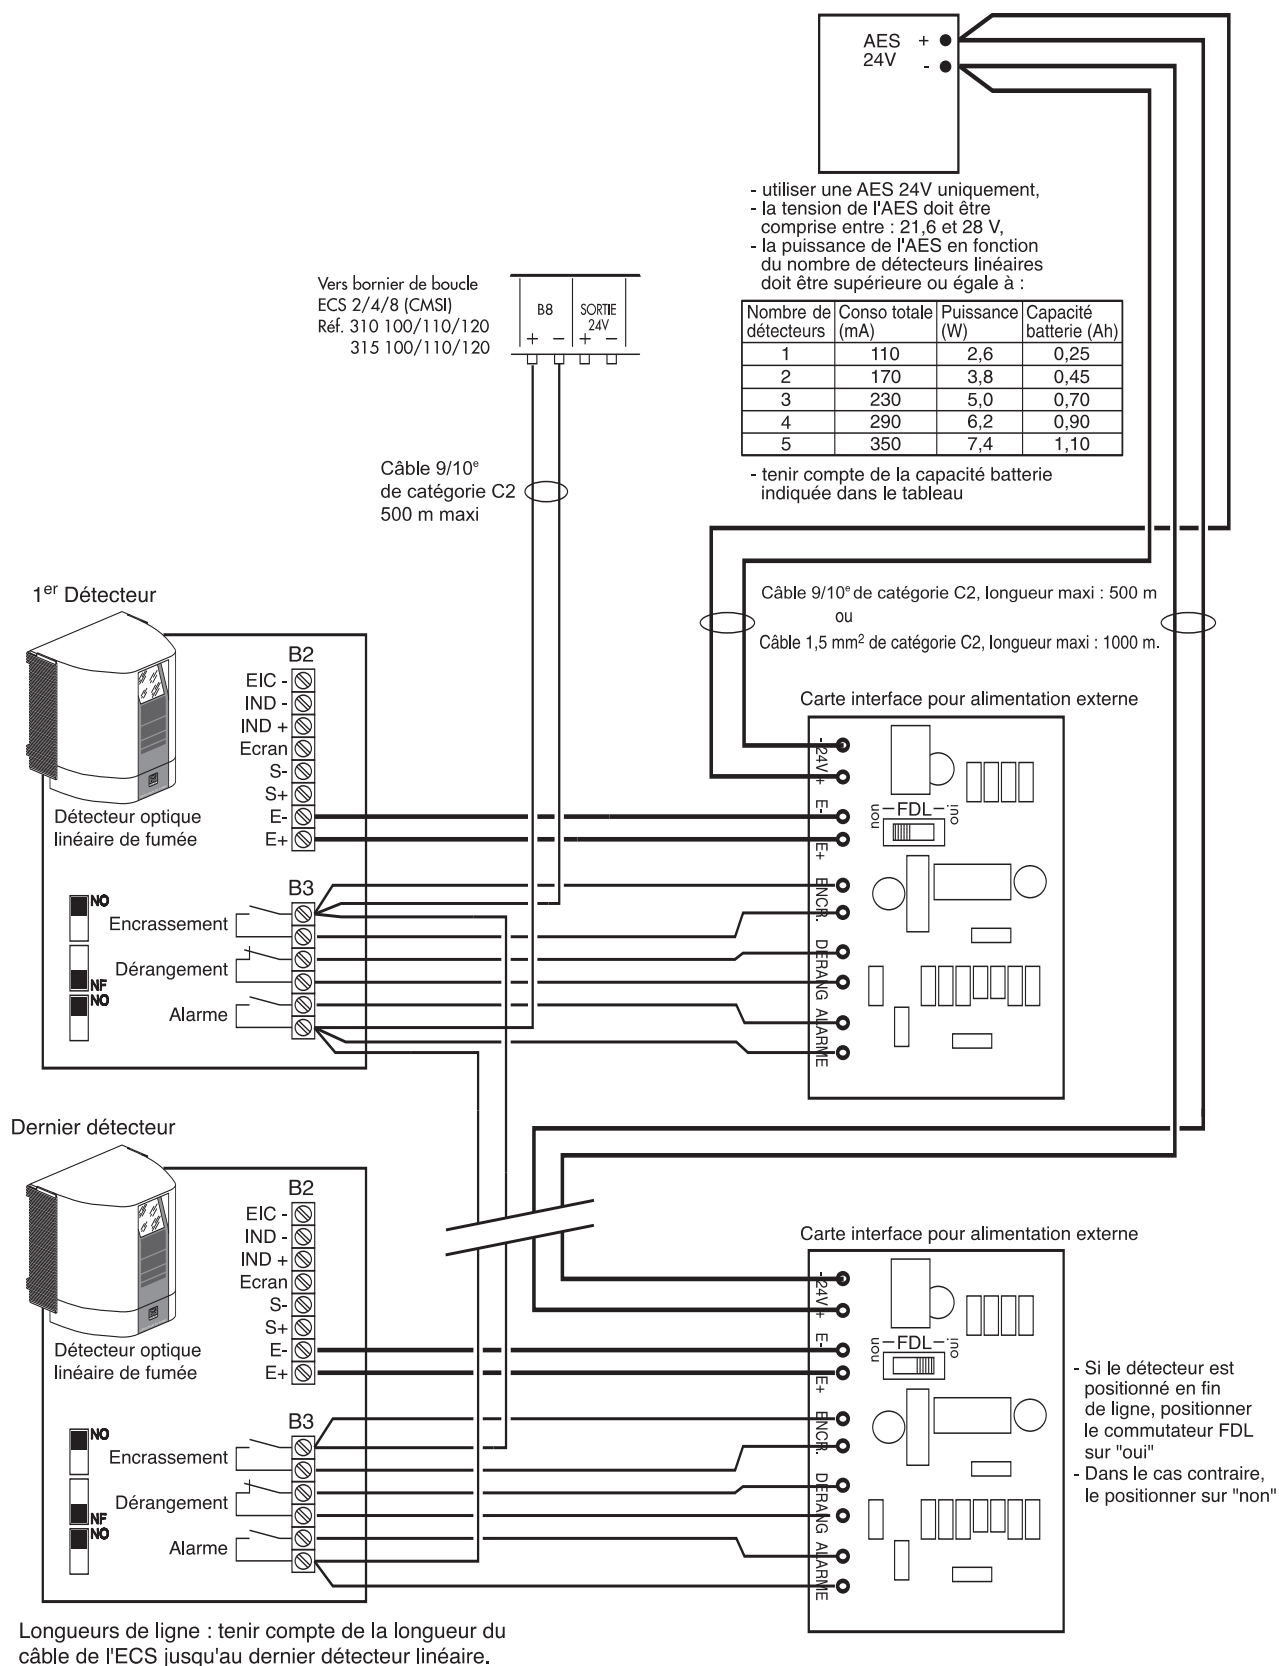 AES +
24V -
- utiliser une AES 24V uniquement,
- la tension de l'AES doit être
comprise entre : 21,6 et 28 V,
- la puissance de l'AES en fonction
du nombre de détecteurs linéaires
doit être supérieure ou égale à :
Nombre de détecteurs Conso totale (mA) Puissance (W) Capacité batterie (Ah)
1 110 2,6 0,25
2 170 3,8 0,45
3 230 5,0 0,70
4 290 6,2 0,90
5 350 7,4 1,10
- tenir compte de la capacité batterie
indiquée dans le tableau
Vers bornier de boucle
ECS 2/4/8 (CMSI)
Réf. 310 100/110/120
315 100/110/120
B8 SORTIE
24V
+ - + -
Câble 9/10e
de catégorie C2
500 m maxi
Câble 9/10e de catégorie C2, longueur maxi : 500 m
ou
Câble 1,5 mm2 de catégorie C2, longueur maxi : 1000 m.
1er Détecteur
Détecteur optique
linéaire de fumée
B2
EIC -
IND -
IND +
Ecran
S-
S+
E-
E+
B3
NO
Encrassement
Dérangement
NF
NO
Alarme
Carte interface pour alimentation externe
- 24V +
E-
E+
non FDL oui
ENCR.
DERANG
ALARME
Dernier détecteur
Détecteur optique
linéaire de fumée
B2
EIC -
IND -
IND +
Ecran
S-
S+
E-
E+
B3
NO
Encrassement
Dérangement
NF
NO
Alarme
Carte interface pour alimentation externe
- 24V +
E-
E+
non FDL oui
ENCR.
DERANG
ALARME
- Si le détecteur est
positionné en fin
de ligne, positionner
le commutateur FDL
sur "oui"
- Dans le cas contraire,
le positionner sur "non"
Longueurs de ligne : tenir compte de la longueur du
câble de l'ECS jusqu'au dernier détecteur linéaire.